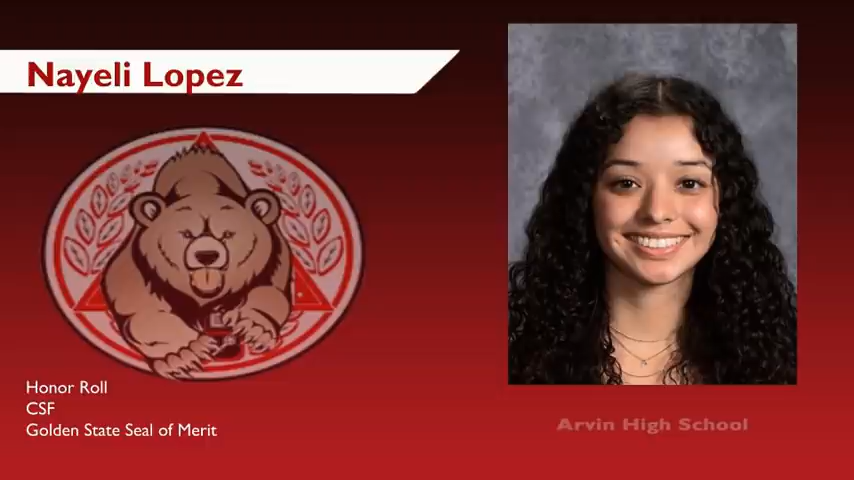 Nayeli Lopez
Honor Roll
CSF
Golden State Seal of Merit
Arvin High School